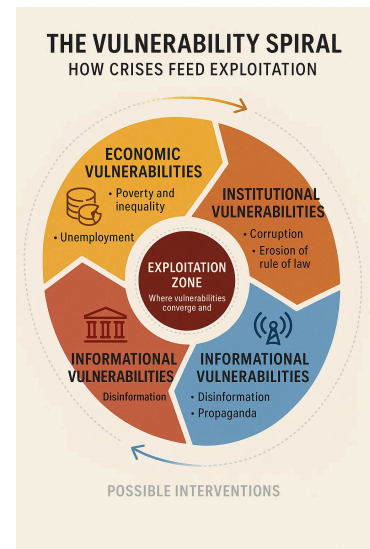 THE VULNERABILITY SPIRAL
HOW CRISES FEED EXPLOITATION
ECONOMIC
VULNERABILITIES
• Poverty and
inequality
• Unemployment
INSTITUTIONAL
VULNERABILITIES
• Corruption
• Erosion of
rule of law
EXPLOITATION
ZONE
Where vulnerabilities
converge and
INFORMATIONAL
VULNERABILITIES
Disinformation
INFORMATIONAL
VULNERABILITIES
• Disinformation
• Propaganda
POSSIBLE INTERVENTIONS